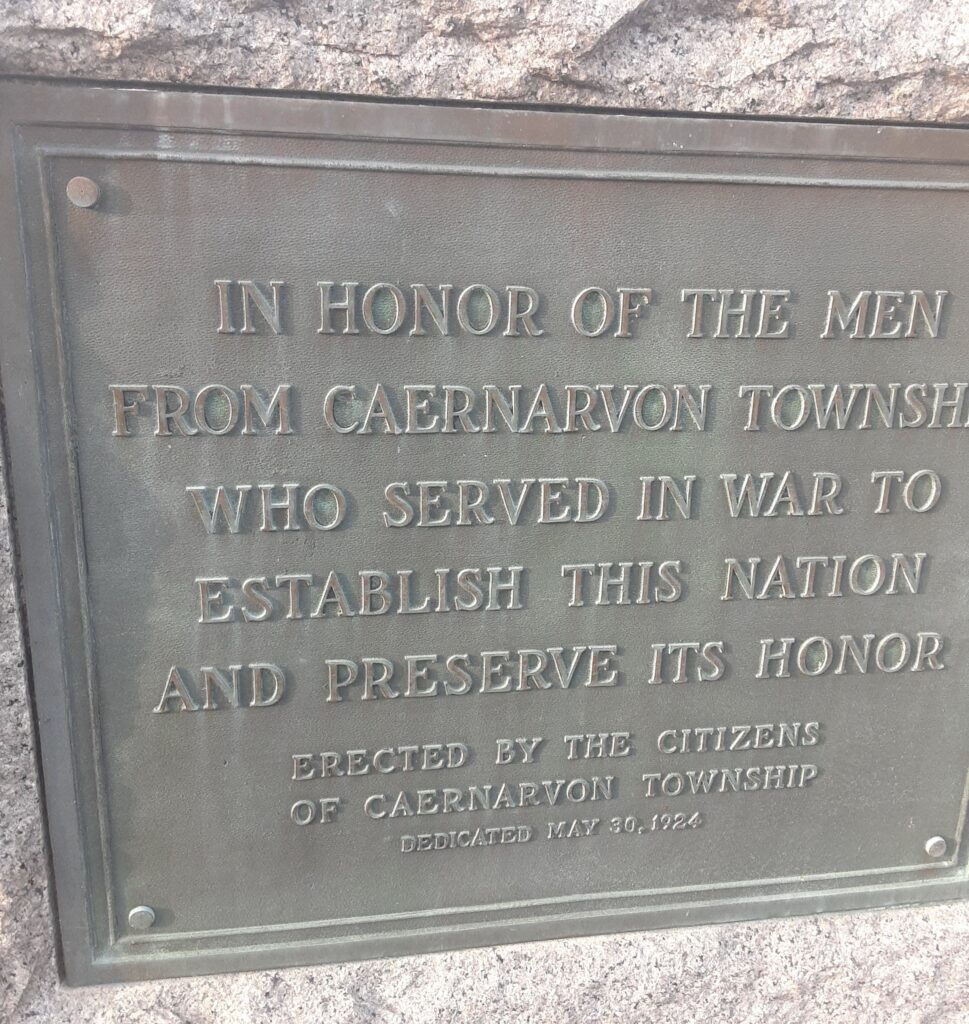 IN HONOR OF THE MEN
FROM CAERNARVON TOWNSHI
WHO SERVED IN WAR TO
ESTABLISH THIS NATION
AND PRESERVE ITS HONOR
ERECTED BY THE CITIZENS
OF CAERNARVON TOWNSHIP
DEDICATED MAY 30, 1924